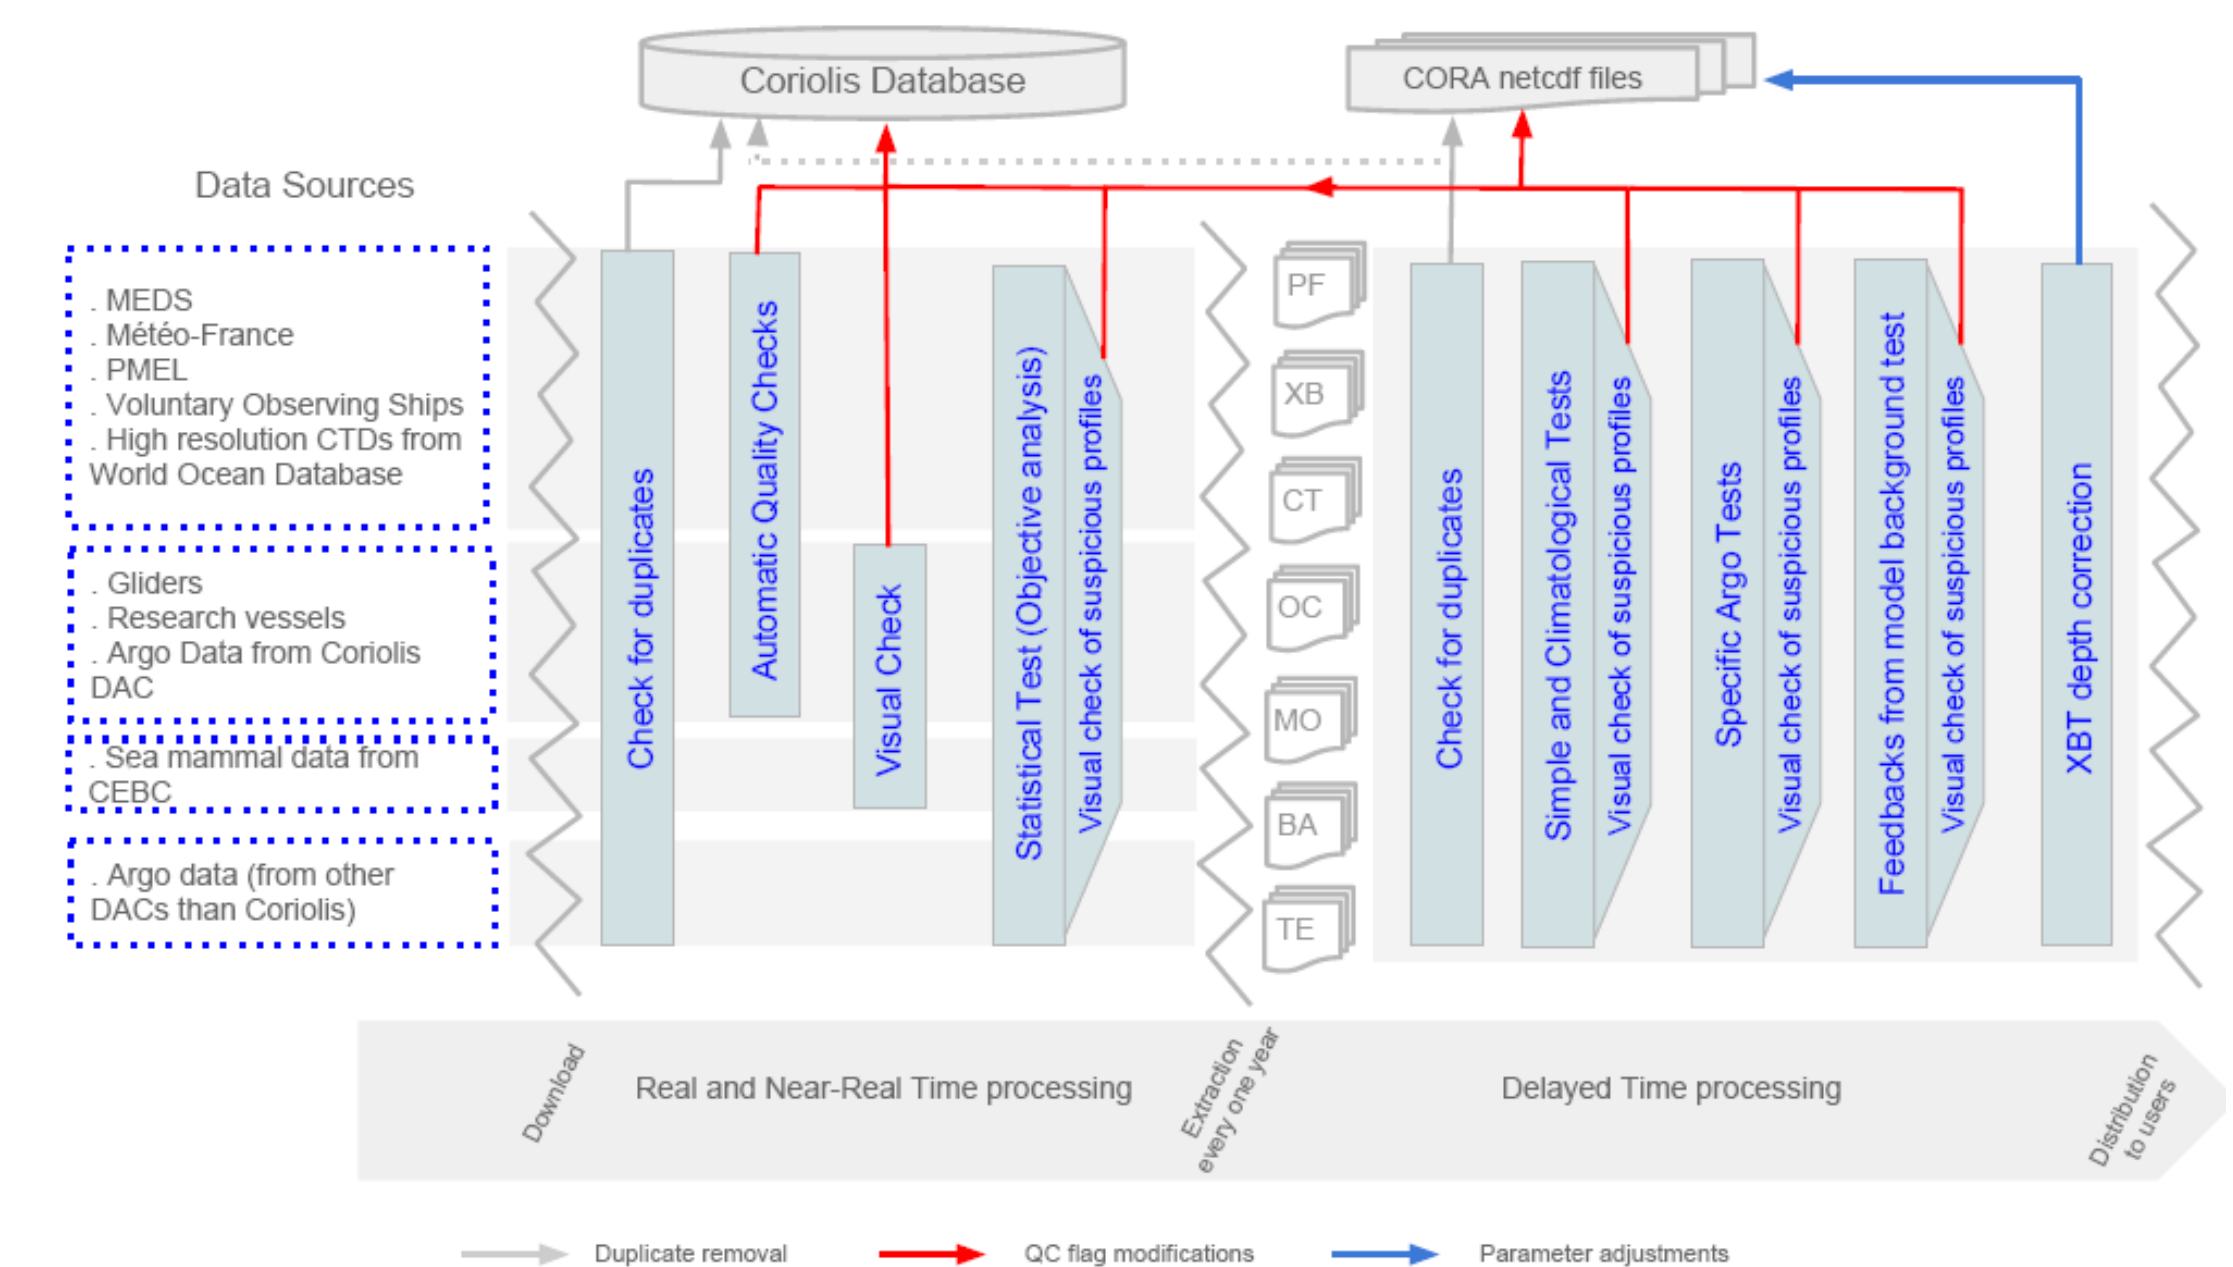 Coriolis Database
CORA netcdf files
Data Sources
. MEDS
. Météo-France
. PMEL
. Voluntary Observing Ships
. High resolution CTDs from
World Ocean Database
. Gliders
. Research vessels
. Argo Data from Coriolis
DAC
. Sea mammal data from
CEBC
. Argo data (from other
DACs than Coriolis)
Check for duplicates
Automatic Quality Checks
Visual Check
Statistical Test (Objective analysis)
Visual check of suspicious profiles
PF
XB
CT
OC
MO
BA
TE
Check for duplicates
Simple and Climatological Tests
Visual check of suspicious profiles
Specific Argo Tests
Visual check of suspicious profiles
Feedbacks from model background test
Visual check of suspicious profiles
XBT depth correction
Download
Real and Near-Real Time processing
Extraction
every one year
Delayed Time processing
Distribution
to users
Duplicate removal
QC flag modifications
Parameter adjustments